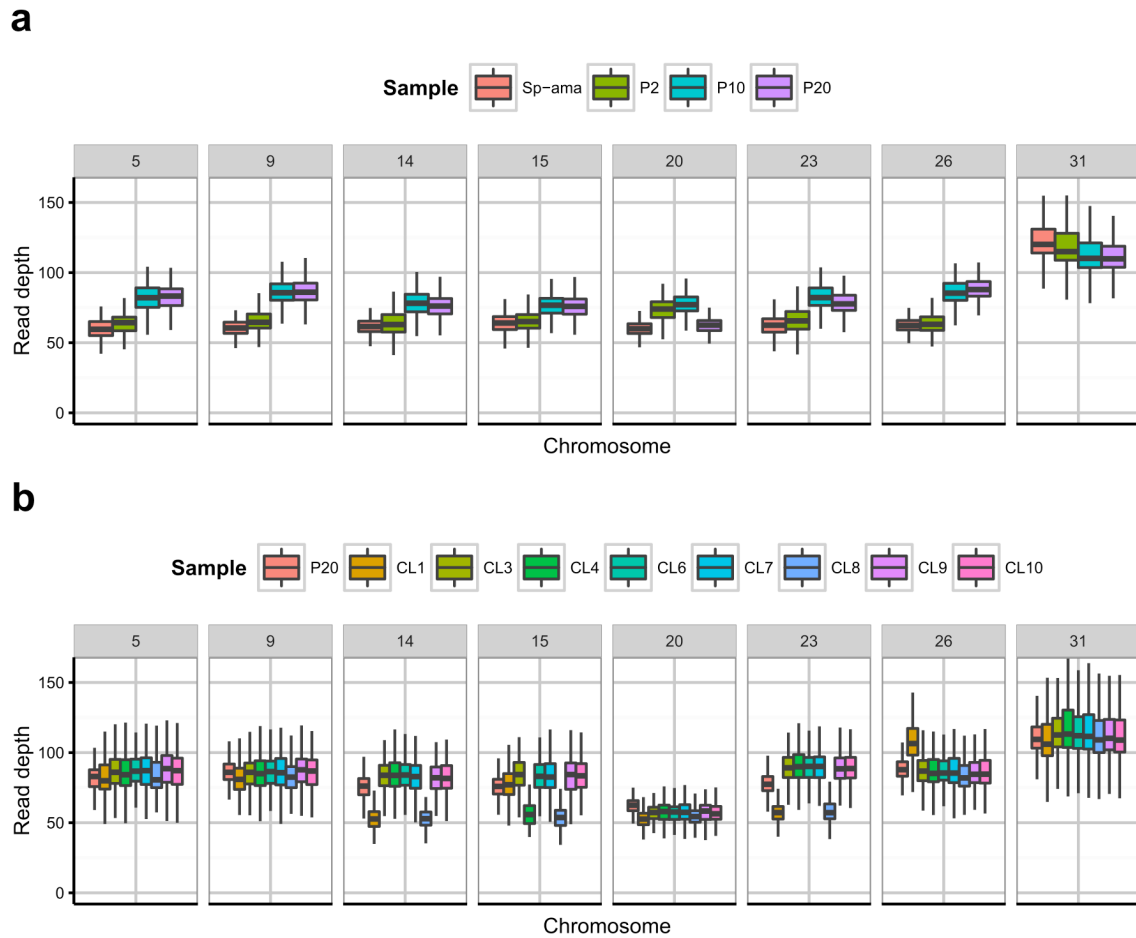 a
Sample Sp-ama P2 P10 P20
5 9 14 15 20 23 26 31
150
100
50
0
Read depth
Chromosome
b
Sample P20 CL1 CL3 CL4 CL6 CL7 CL8 CL9 CL10
5 9 14 15 20 23 26 31
150
100
50
0
Read depth
Chromosome